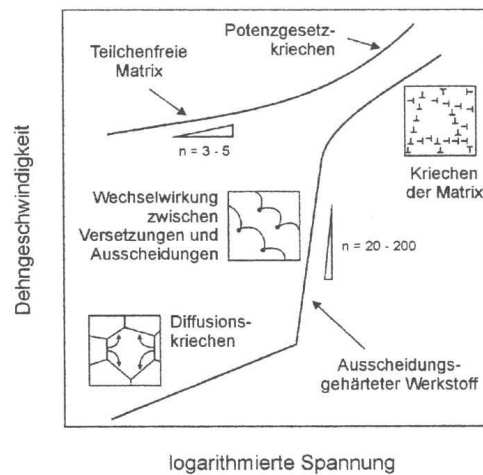 Potenzgesetz-
kriechen
Teilchenfreie
Matrix
n = 3 - 5
Kriechen
der Matrix
Wechselwirkung
zwischen
Versetzungen und
Ausscheidungen
n = 20 - 200
Diffusions-
kriechen
Ausscheidungs-
gehärteter Werkstoff
Dehngeschwindigkeit
logarithmierte Spannung